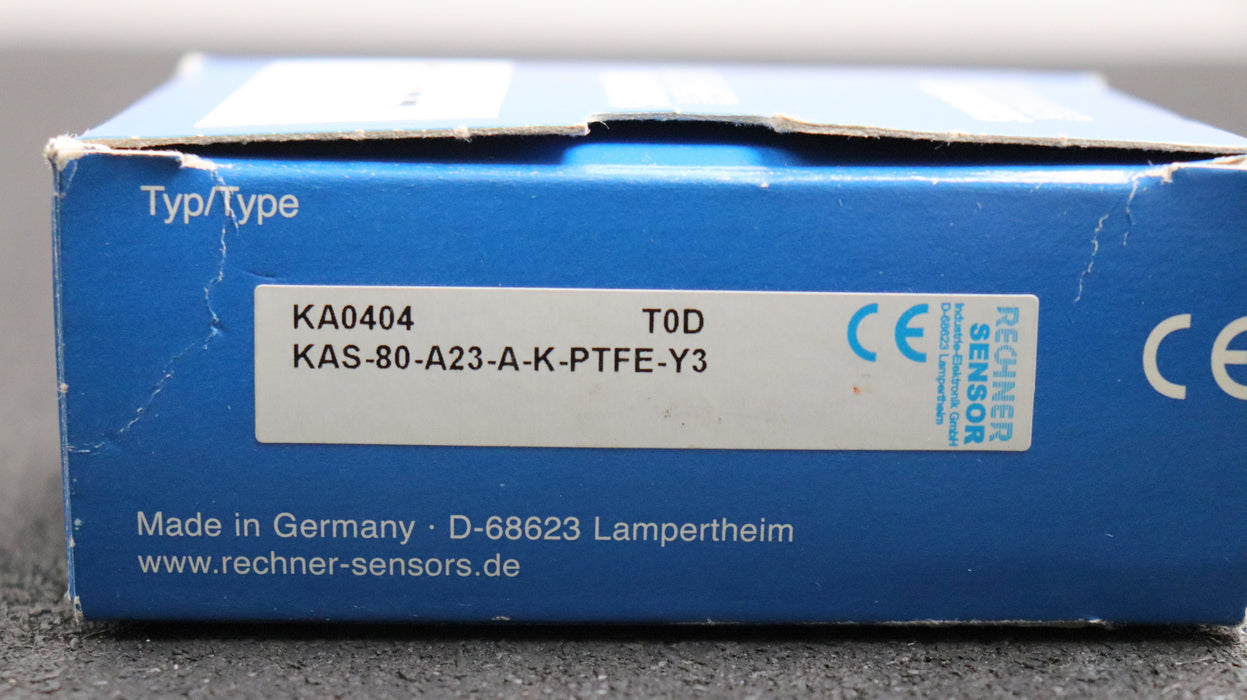 Typ/Type
KA0404 T0D
KAS-80-A23-A-K-PTFE-Y3
CE
RECHNER
SENSOR
Industrie-Elektronik GmbH
D-68623 Lampertheim
CE
Made in Germany · D-68623 Lampertheim
www.rechner-sensors.de